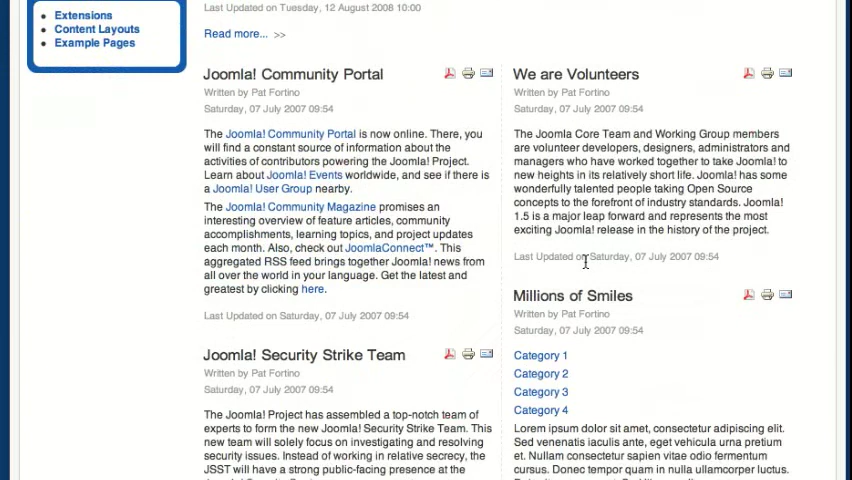 Extensions
Content Layouts
Example Pages
Last Updated on Tuesday, 12 August 2008 10:00
Read more... >>
Joomla! Community Portal
Written by Pat Fortino
Saturday, 07 July 2007 09:54
The Joomla! Community Portal is now online. There, you
will find a constant source of information about the
activities of contributors powering the Joomla! Project.
Learn about Joomla! Events worldwide, and see if there is
a Joomla! User Group nearby.
The Joomla! Community Magazine promises an
interesting overview of feature articles, community
accomplishments, learning topics, and project updates
each month. Also, check out JoomlaConnect™. This
aggregated RSS feed brings together Joomla! news from
all over the world in your language. Get the latest and
greatest by clicking here.
Last Updated on Saturday, 07 July 2007 09:54
Joomla! Security Strike Team
Written by Pat Fortino
Saturday, 07 July 2007 09:54
The Joomla! Project has assembled a top-notch team of
experts to form the new Joomla! Security Strike Team. This
new team will solely focus on investigating and resolving
security issues. Instead of working in relative secrecy, the
JSST will have a strong public-facing presence at the
We are Volunteers
Written by Pat Fortino
Saturday, 07 July 2007 09:54
The Joomla Core Team and Working Group members
are volunteer developers, designers, administrators and
managers who have worked together to take Joomla! to
new heights in its relatively short life. Joomla! has some
wonderfully talented people taking Open Source
concepts to the forefront of industry standards. Joomla!
1.5 is a major leap forward and represents the most
exciting Joomla! release in the history of the project.
Last Updated on Saturday, 07 July 2007 09:54
Millions of Smiles
Written by Pat Fortino
Saturday, 07 July 2007 09:54
Category 1
Category 2
Category 3
Category 4
Lorem ipsum dolor sit amet, consectetur adipiscing elit.
Sed venenatis iaculis ante, eget vehicula urna pretium
et. Nullam consectetur sapien vitae odio fermentum
cursus. Donec tempor quam in nulla ullamcorper luctus.